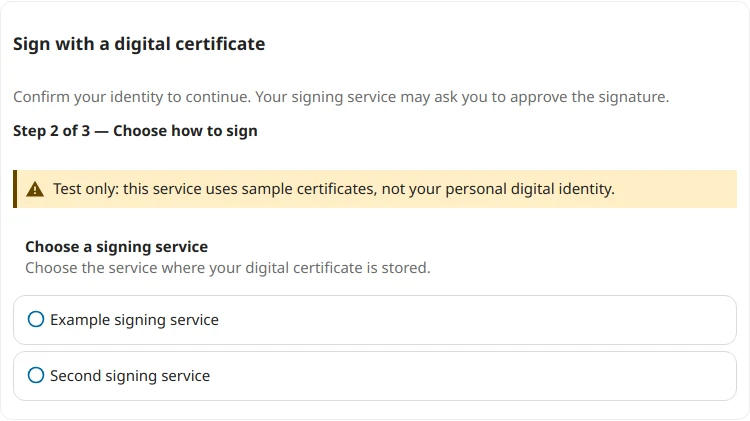 Sign with a digital certificate
Confirm your identity to continue. Your signing service may ask you to approve the signature.
Step 2 of 3 — Choose how to sign
Test only: this service uses sample certificates, not your personal digital identity.
Choose a signing service
Choose the service where your digital certificate is stored.
Example signing service
Second signing service